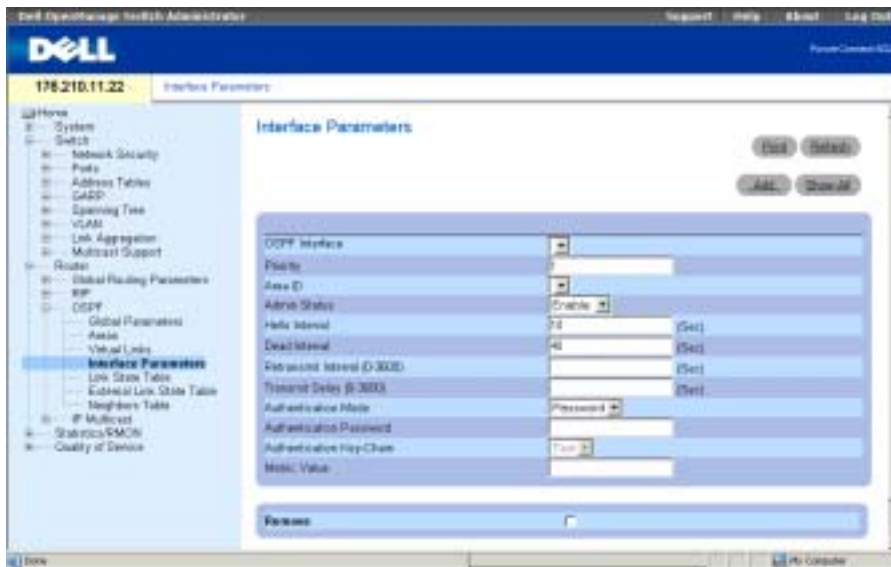 Dell OpenManage Switch Administrator
Support Help About Log Out
DELL
PowerConnect
176.210.11.22
Interface Parameters
Home
System
Switch
Network Security
Ports
Address Tables
GARP
Spanning Tree
VLAN
Link Aggregation
Multicast Support
Router
Global Routing Parameters
RIP
OSPF
Global Parameters
Areas
Virtual Links
Interface Parameters
Link State Table
External Link State Table
Neighbors Table
IP Multicast
Statistics/RMON
Quality of Service
Interface Parameters
Print Refresh
Add Show All
OSPF Interface
Priority
Area ID
Admin Status Enable
Hello Interval 10 (Sec)
Dead Interval 40 (Sec)
Retransmit Interval (0-3600) (Sec)
Transmit Delay (0-3600) (Sec)
Authentication Mode Password
Authentication Password
Authentication Key-Chain
Metric Value
Remove
Done
My Computer